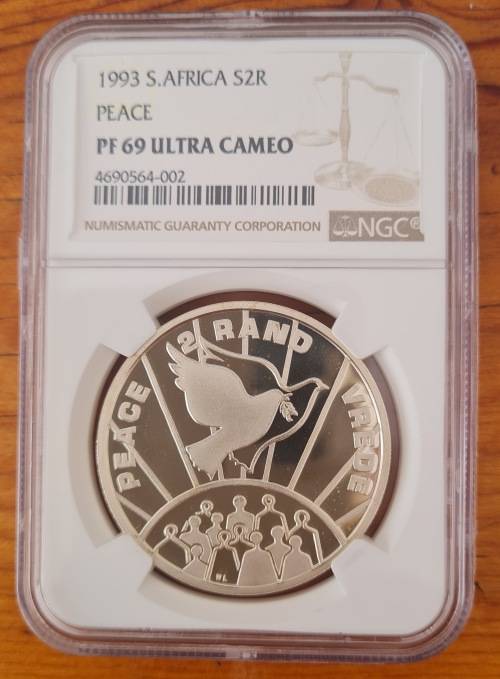 1993 S.AFRICA S2R
PEACE
PF 69 ULTRA CAMEO
4690564-002
NUMISMATIC GUARANTY CORPORATION
NGC®
2 RAND
PEACE
VREDE